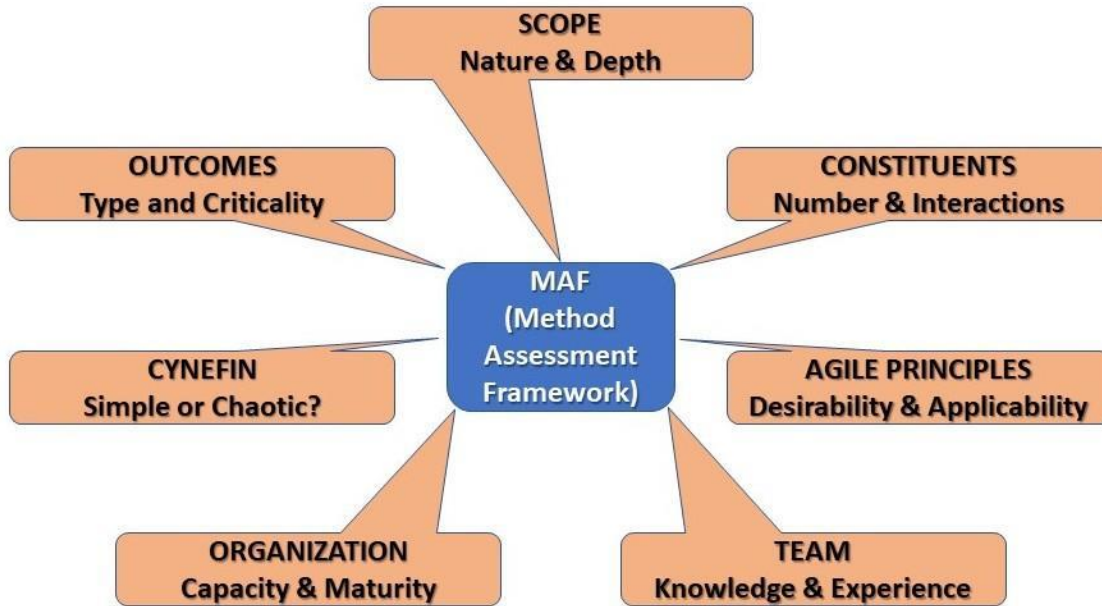 SCOPE
Nature & Depth
OUTCOMES
Type and Criticality
CONSTITUENTS
Number & Interactions
MAF
(Method
Assessment
Framework)
CYNEFIN
Simple or Chaotic?
AGILE PRINCIPLES
Desirability & Applicability
ORGANIZATION
Capacity & Maturity
TEAM
Knowledge & Experience